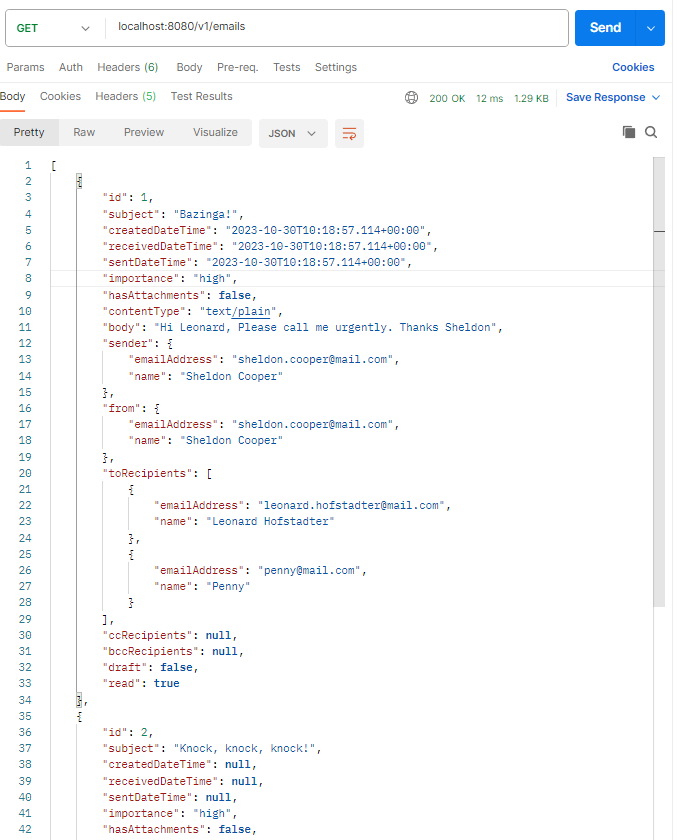 GET localhost:8080/v1/emails Send
Params Auth Headers (6) Body Pre-req. Tests Settings Cookies
Body Cookies Headers (5) Test Results 200 OK 12 ms 1.29 KB Save Response
Pretty Raw Preview Visualize JSON
1 [
2 {
3 "id": 1,
4 "subject": "Bazinga!",
5 "createdDateTime": "2023-10-30T10:18:57.114+00:00",
6 "receivedDateTime": "2023-10-30T10:18:57.114+00:00",
7 "sentDateTime": "2023-10-30T10:18:57.114+00:00",
8 "importance": "high",
9 "hasAttachments": false,
10 "contentType": "text/plain",
11 "body": "Hi Leonard, Please call me urgently. Thanks Sheldon",
12 "sender": {
13 "emailAddress": "sheldon.cooper@mail.com",
14 "name": "Sheldon Cooper"
15 },
16 "from": {
17 "emailAddress": "sheldon.cooper@mail.com",
18 "name": "Sheldon Cooper"
19 },
20 "toRecipients": [
21 {
22 "emailAddress": "leonard.hofstadter@mail.com",
23 "name": "Leonard Hofstadter"
24 },
25 {
26 "emailAddress": "penny@mail.com",
27 "name": "Penny"
28 }
29 ],
30 "ccRecipients": null,
31 "bccRecipients": null,
32 "draft": false,
33 "read": true
34 },
35 {
36 "id": 2,
37 "subject": "Knock, knock, knock!",
38 "createdDateTime": null,
39 "receivedDateTime": null,
40 "sentDateTime": null,
41 "importance": "high",
42 "hasAttachments": false,